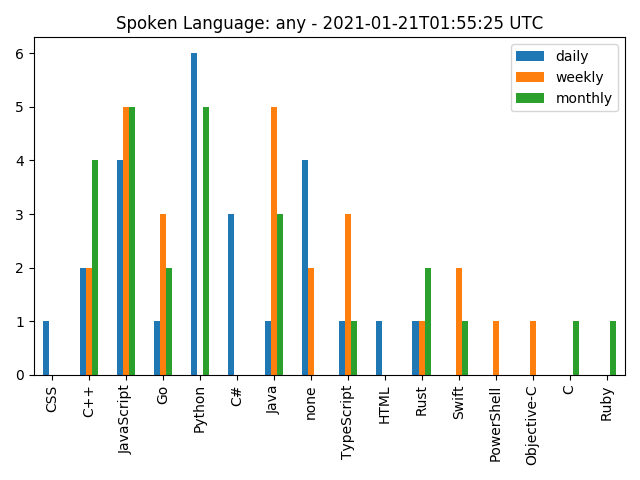 Spoken Language: any - 2021-01-21T01:55:25 UTC
daily
weekly
monthly
6
5
4
3
2
1
0
CSS
C++
JavaScript
Go
Python
C#
Java
none
TypeScript
HTML
Rust
Swift
PowerShell
Objective-C
C
Ruby